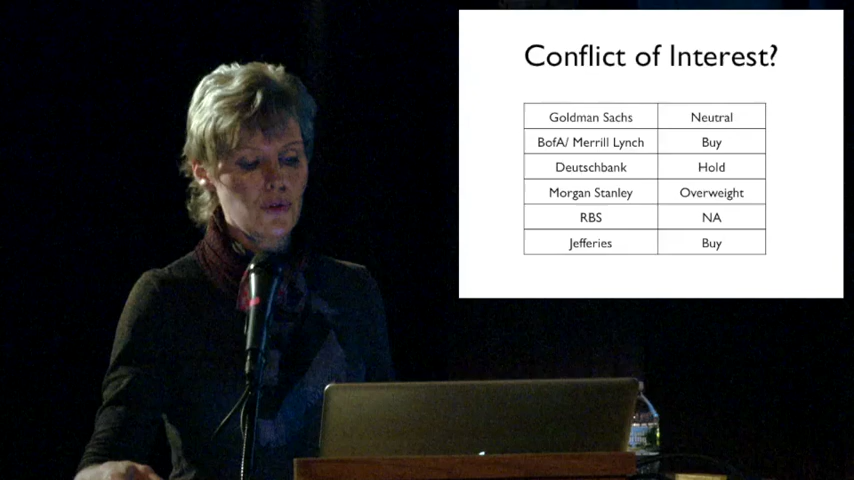 Conflict of Interest?
Goldman Sachs Neutral
BofA/ Merrill Lynch Buy
Deutschbank Hold
Morgan Stanley Overweight
RBS NA
Jefferies Buy